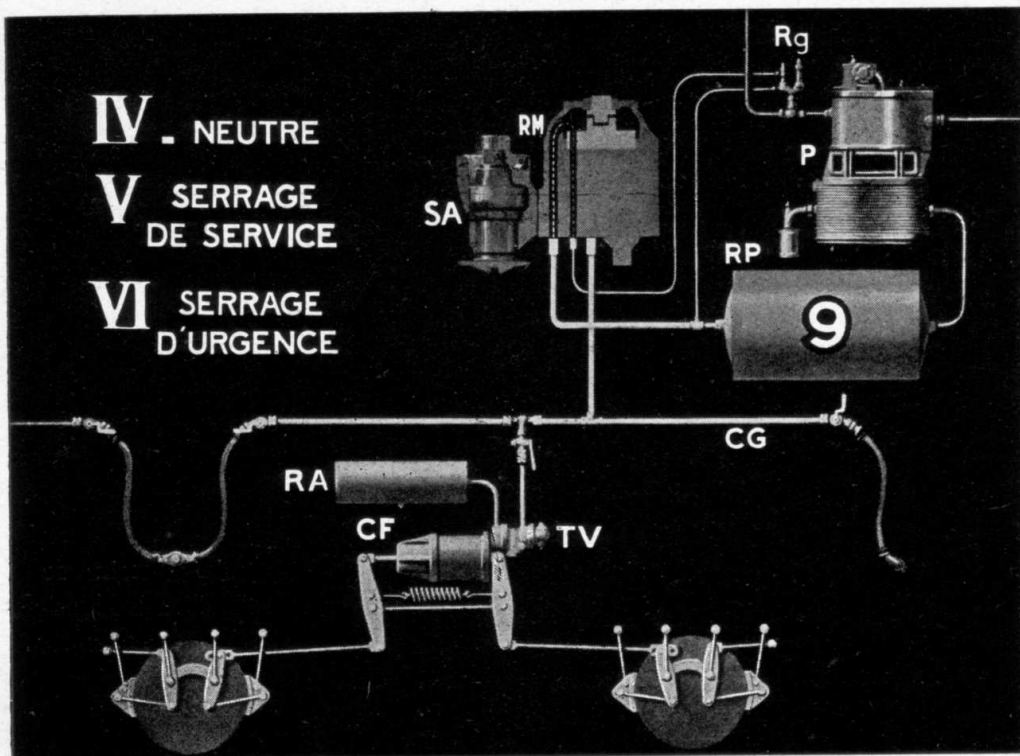 IV - NEUTRE
V SERRAGE
DE SERVICE
VI SERRAGE
D'URGENCE
Rg
RM
P
SA
RP
9
CG
RA
CF
TV